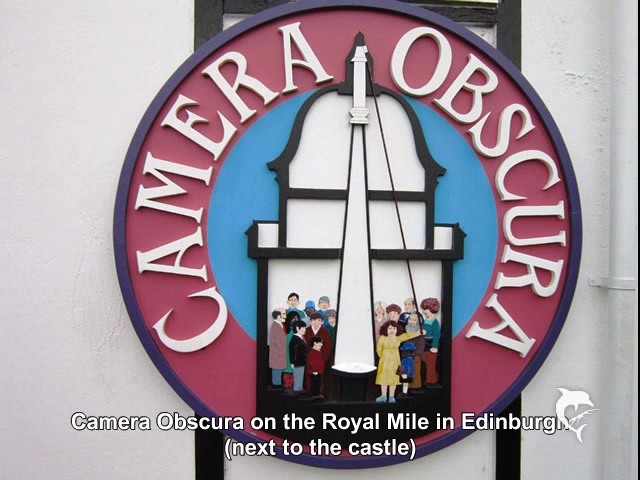 CAMERA OBSCURA
Camera Obscura on the Royal Mile in Edinburgh
(next to the castle)